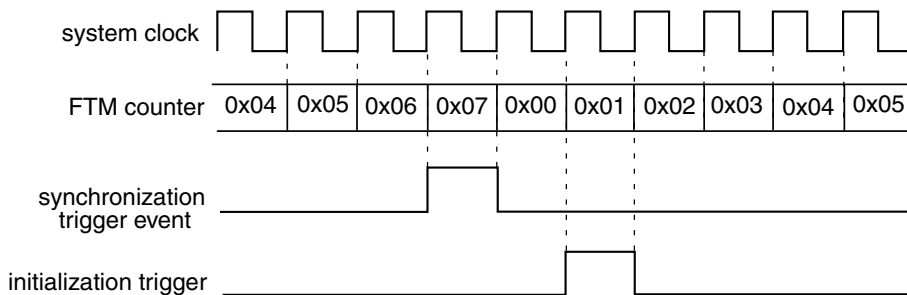 system clock
FTM counter 0x04 0x05 0x06 0x07 0x00 0x01 0x02 0x03 0x04 0x05
synchronization
trigger event
initialization trigger